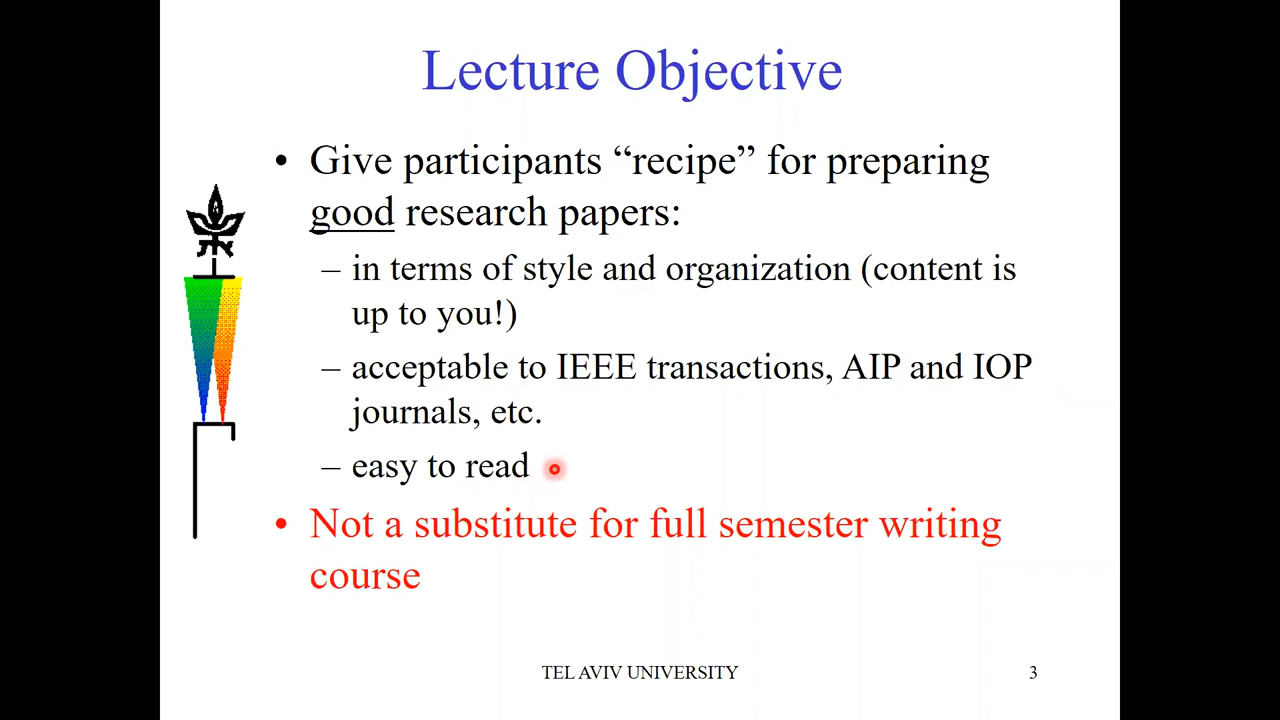 Lecture Objective
• Give participants “recipe” for preparing
good research papers:
– in terms of style and organization (content is
up to you!)
– acceptable to IEEE transactions, AIP and IOP
journals, etc.
– easy to read
• Not a substitute for full semester writing
course
TEL AVIV UNIVERSITY
3